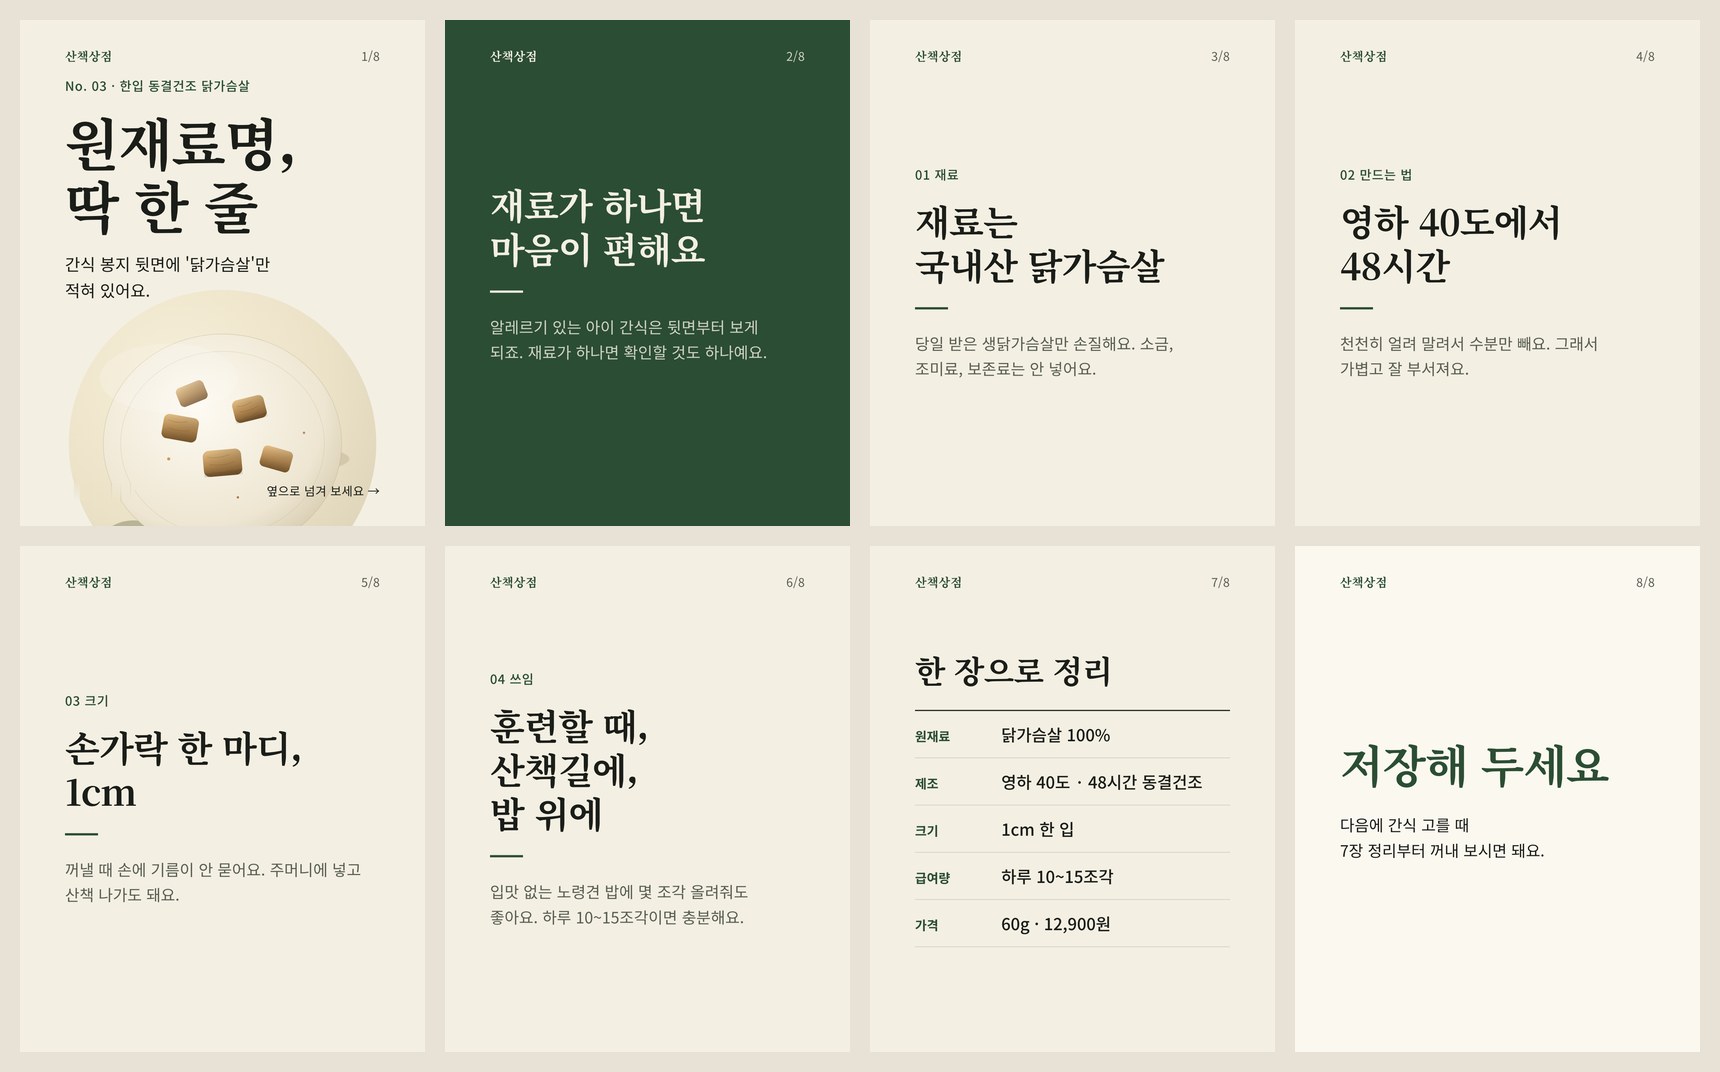 산책상점
1/8
No. 03 · 한입 동결건조 닭가슴살
원재료명,
딱 한 줄
간식 봉지 뒷면에 '닭가슴살'만
적혀 있어요.
옆으로 넘겨 보세요 →
산책상점
2/8
재료가 하나면
마음이 편해요
알레르기 있는 아이 간식은 뒷면부터 보게
되죠. 재료가 하나면 확인할 것도 하나예요.
산책상점
3/8
01 재료
재료는
국내산 닭가슴살
당일 받은 생닭가슴살만 손질해요. 소금,
조미료, 보존료는 안 넣어요.
산책상점
4/8
02 만드는 법
영하 40도에서
48시간
천천히 얼려 말려서 수분만 빼요. 그래서
가볍고 잘 부서져요.
산책상점
5/8
03 크기
손가락 한 마디,
1cm
꺼낼 때 손에 기름이 안 묻어요. 주머니에 넣고
산책 나가도 돼요.
산책상점
6/8
04 쓰임
훈련할 때,
산책길에,
밥 위에
입맛 없는 노령견 밥에 몇 조각 올려줘도
좋아요. 하루 10~15조각이면 충분해요.
산책상점
7/8
한 장으로 정리
원재료 닭가슴살 100%
제조 영하 40도 · 48시간 동결건조
크기 1cm 한 입
급여량 하루 10~15조각
가격 60g · 12,900원
산책상점
8/8
저장해 두세요
다음에 간식 고를 때
7장 정리부터 꺼내 보시면 돼요.